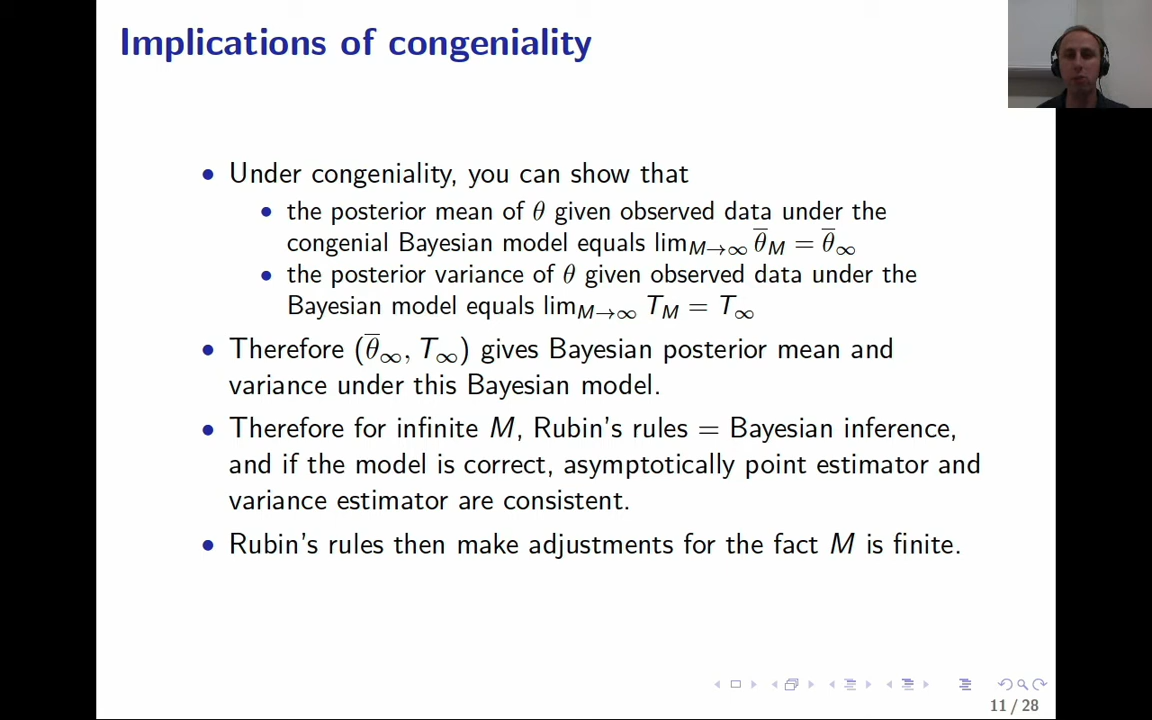 Implications of congeniality
• Under congeniality, you can show that
• the posterior mean of θ given observed data under the
congenial Bayesian model equals lim_{M→∞} θ̅_M = θ̅_∞
• the posterior variance of θ given observed data under the
Bayesian model equals lim_{M→∞} T_M = T_∞
• Therefore (θ̅_∞, T_∞) gives Bayesian posterior mean and
variance under this Bayesian model.
• Therefore for infinite M, Rubin's rules = Bayesian inference,
and if the model is correct, asymptotically point estimator and
variance estimator are consistent.
• Rubin's rules then make adjustments for the fact M is finite.
11 / 28